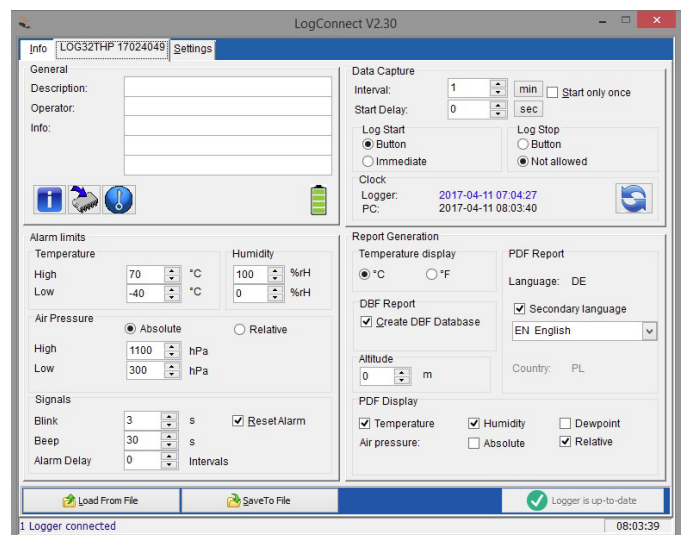 LogConnect V2.30
Info LOG32THP 17024049 Settings
General
Description:
Operator:
Info:
Data Capture
Interval: 1 min Start only once
Start Delay: 0 sec
Log Start
Button
Immediate
Log Stop
Button
Not allowed
Clock
Logger: 2017-04-11 07:04:27
PC: 2017-04-11 08:03:40
Alarm limits
Temperature
High 70 °C
Low -40 °C
Humidity
100 %rH
0 %rH
Air Pressure
Absolute Relative
High 1100 hPa
Low 300 hPa
Signals
Blink 3 s Reset Alarm
Beep 30 s
Alarm Delay 0 Intervals
Report Generation
Temperature display
°C °F
DBF Report
Create DBF Database
Altitude
0 m
PDF Report
Language: DE
Secondary language
EN English
Country: PL
PDF Display
Temperature Humidity Dewpoint
Air pressure: Absolute Relative
Load From File SaveTo File Logger is up-to-date
1 Logger connected 08:03:39